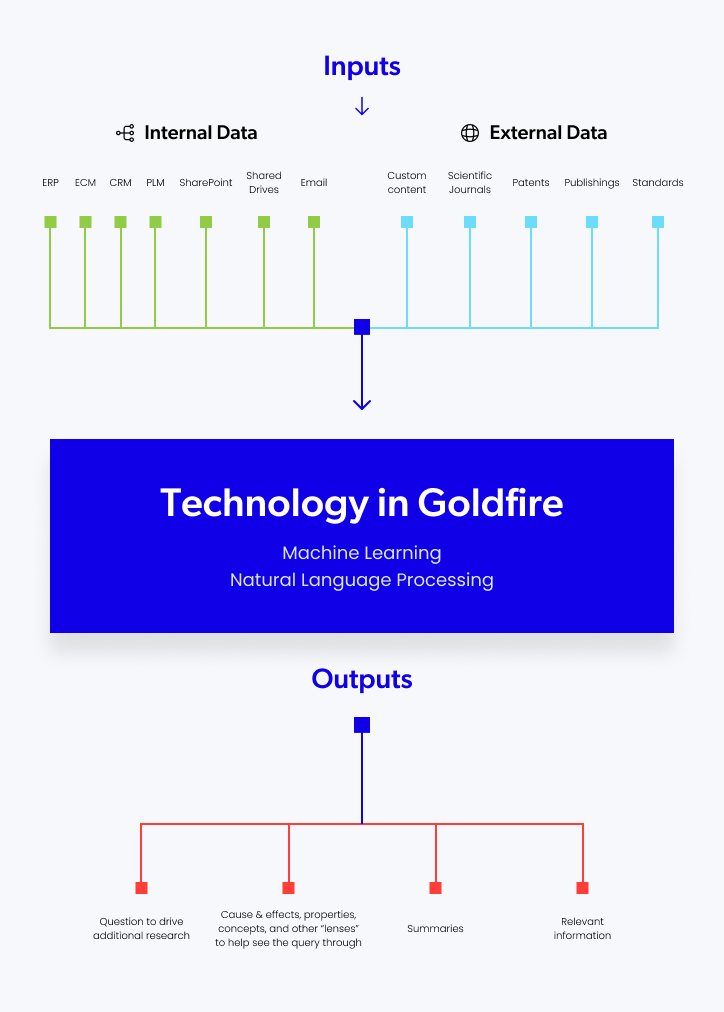 Inputs
Internal Data
External Data
ERP
ECM
CRM
PLM
SharePoint
Shared
Drives
Email
Custom
content
Scientific
Journals
Patents
Publishings
Standards
Technology in Goldfire
Machine Learning
Natural Language Processing
Outputs
Question to drive
additional research
Cause & effects, properties,
concepts, and other “lenses”
to help see the query through
Summaries
Relevant
information